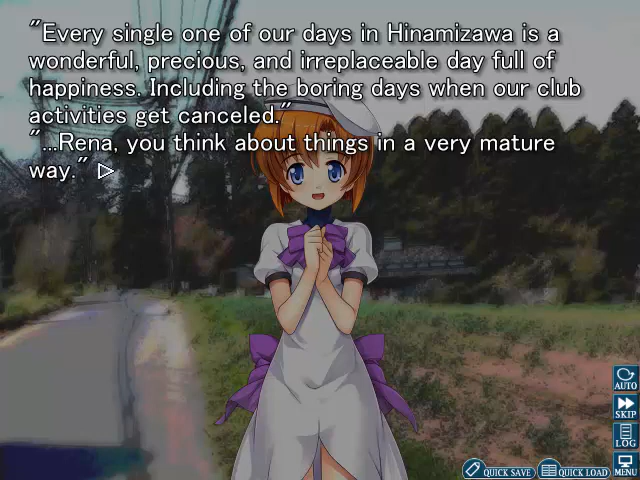 "Every single one of our days in Hinamizawa is a
wonderful, precious, and irreplaceable day full of
happiness. Including the boring days when our club
activities get canceled."
"...Rena, you think about things in a very mature
way."
AUTO
SKIP
LOG
MENU
QUICK SAVE
QUICK LOAD